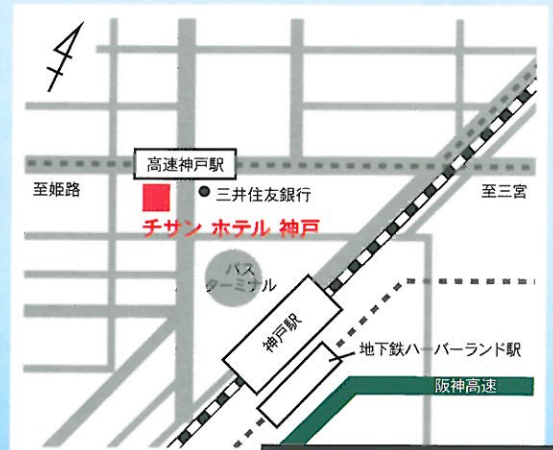 高速神戸駅
至姫路
三井住友銀行
至三宮
チサン ホテル 神戸
バス
ターミナル
神戸駅
地下鉄ハーバーランド駅
阪神高速